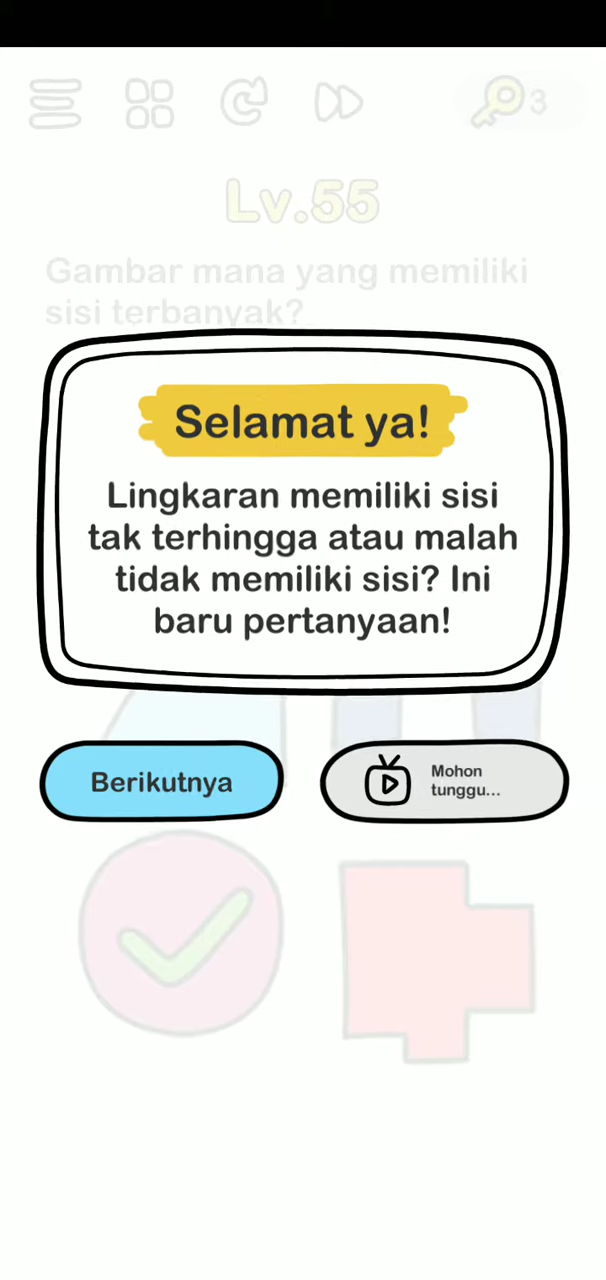 3
Lv.55
Gambar mana yang memiliki
sisi terbanyak?
Selamat ya!
Lingkaran memiliki sisi
tak terhingga atau malah
tidak memiliki sisi? Ini
baru pertanyaan!
Berikutnya
Mohon
tunggu...